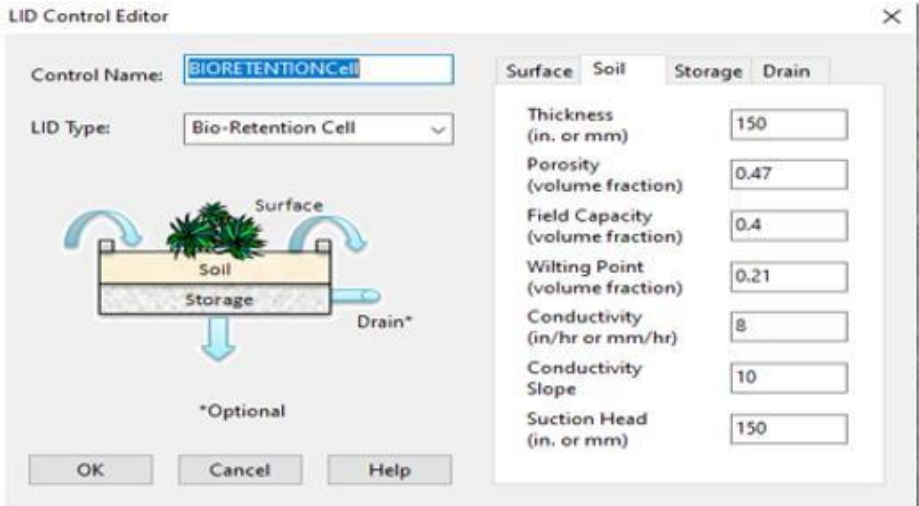 LID Control Editor
Control Name:
BIORETENTIONCell
LID Type:
Bio-Retention Cell
Surface
Soil
Storage
Drain*
*Optional
OK
Cancel
Help
Surface Soil Storage Drain
Thickness
(in. or mm)
150
Porosity
(volume fraction)
0.47
Field Capacity
(volume fraction)
0.4
Wilting Point
(volume fraction)
0.21
Conductivity
(in/hr or mm/hr)
8
Conductivity
Slope
10
Suction Head
(in. or mm)
150